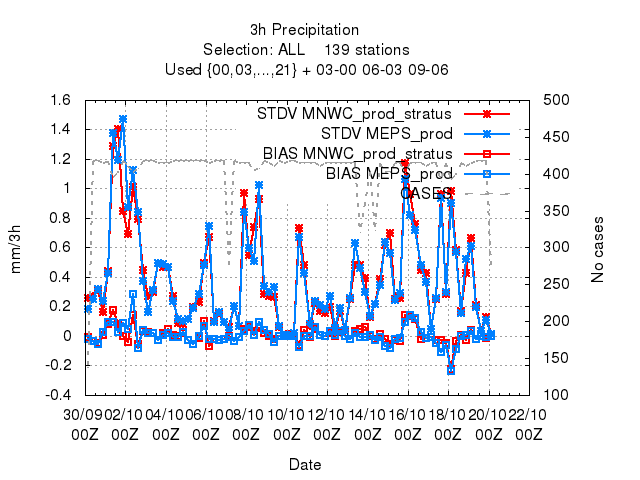 3h Precipitation
Selection: ALL    139 stations
Used {00,03,...,21} + 03-00 06-03 09-06
STDV MNWC_prod_stratus
STDV MEPS_prod
BIAS MNWC_prod_stratus
BIAS MEPS_prod
CASES
1.6
1.4
1.2
1
0.8
0.6
0.4
0.2
0
-0.2
-0.4
mm/3h
500
450
400
350
300
250
200
150
100
No cases
30/09 02/10 04/10 06/10 08/10 10/10 12/10 14/10 16/10 18/10 20/10 22/10
00Z 00Z 00Z 00Z 00Z 00Z 00Z 00Z 00Z 00Z 00Z 00Z
Date